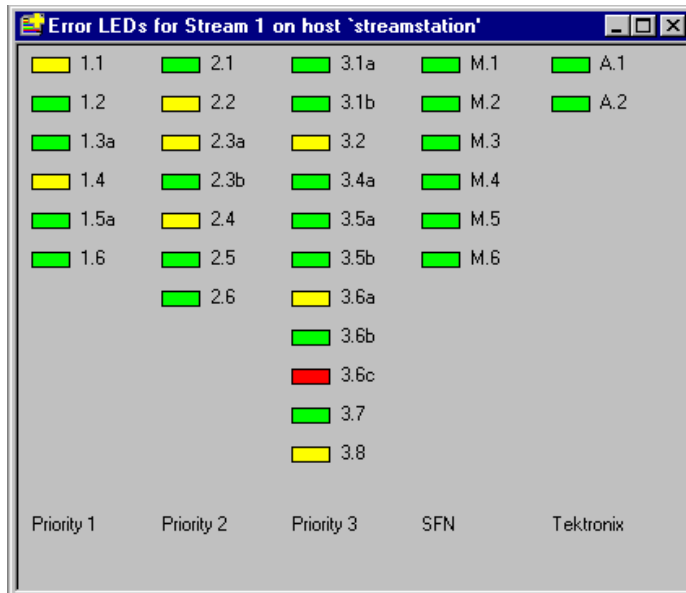 Error LEDs for Stream 1 on host `streamstation'
1.1 2.1 3.1a M.1 A.1
1.2 2.2 3.1b M.2 A.2
1.3a 2.3a 3.2 M.3
1.4 2.3b 3.4a M.4
1.5a 2.4 3.5a M.5
1.6 2.5 3.5b M.6
2.6 3.6a
3.6b
3.6c
3.7
3.8
Priority 1 Priority 2 Priority 3 SFN Tektronix